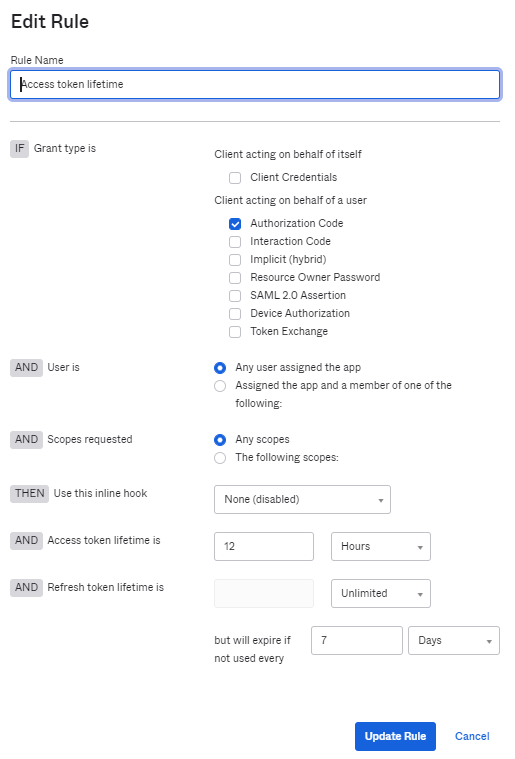 Edit Rule
Rule Name
Access token lifetime
IF Grant type is
Client acting on behalf of itself
Client Credentials
Client acting on behalf of a user
Authorization Code
Interaction Code
Implicit (hybrid)
Resource Owner Password
SAML 2.0 Assertion
Device Authorization
Token Exchange
AND User is
Any user assigned the app
Assigned the app and a member of one of the
following:
AND Scopes requested
Any scopes
The following scopes:
THEN Use this inline hook
None (disabled)
AND Access token lifetime is
12 Hours
AND Refresh token lifetime is
Unlimited
but will expire if
not used every
7 Days
Update Rule Cancel